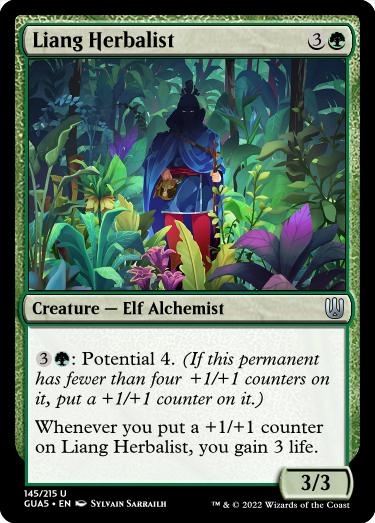 Liang Herbalist 3
Creature — Elf Alchemist
3 : Potential 4. (If this permanent
has fewer than four +1/+1 counters on
it, put a +1/+1 counter on it.)
Whenever you put a +1/+1 counter
on Liang Herbalist, you gain 3 life.
3/3
145/215 U
GUA5 • EN Sylvain Sarrailh
™ & © 2022 Wizards of the Coast